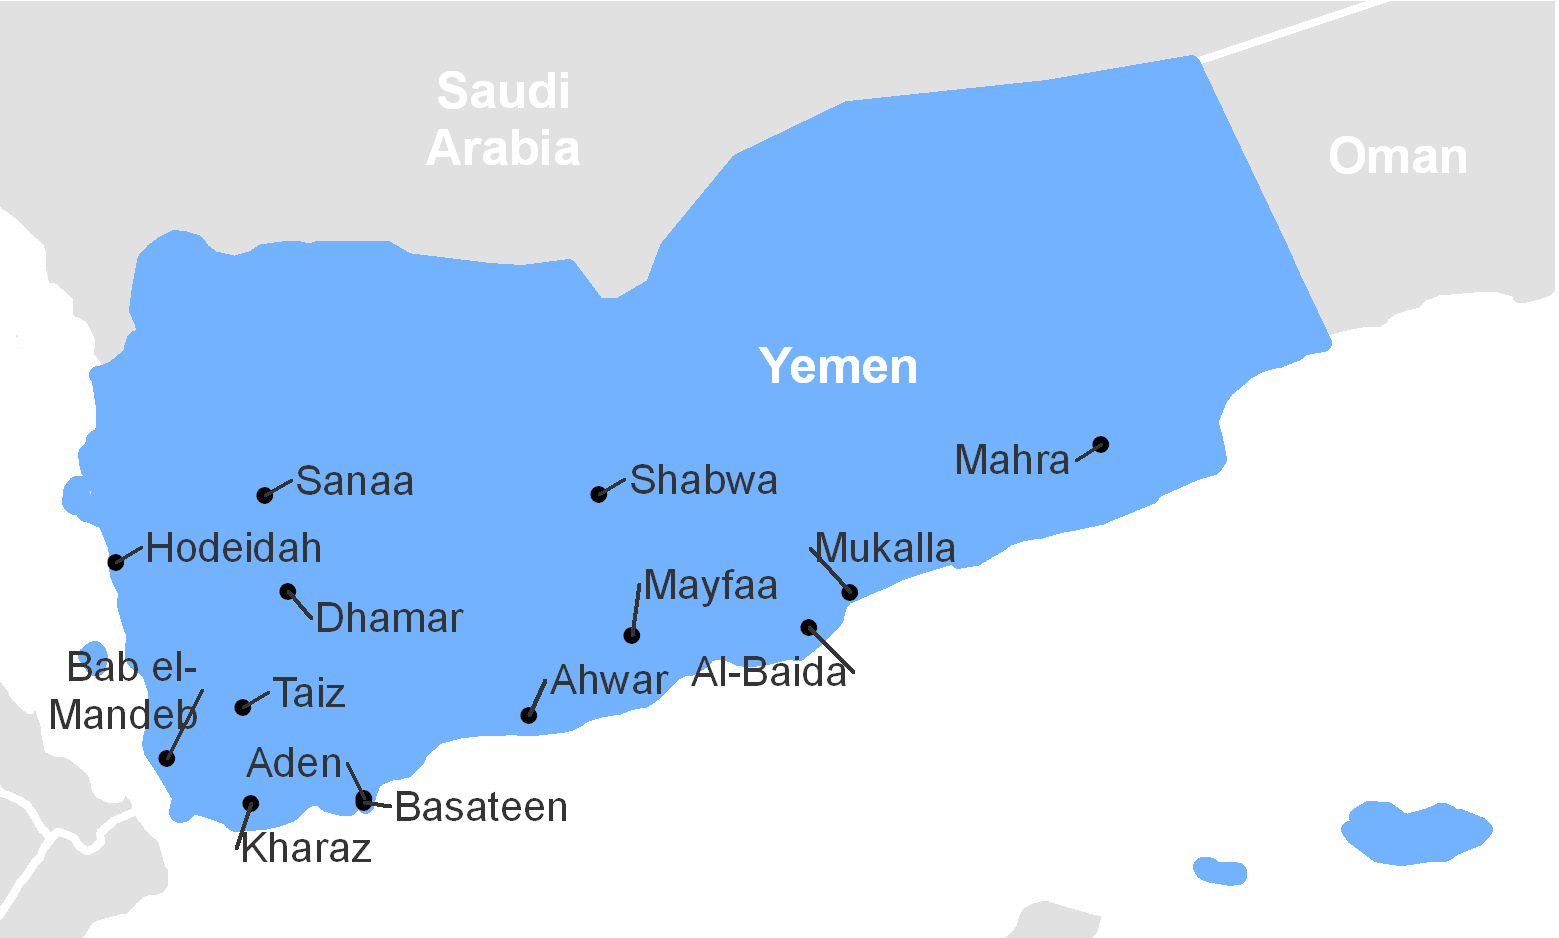 Saudi
Arabia
Oman
Yemen
Mahra
Sanaa
Shabwa
Hodeidah
Mukalla
Mayfaa
Dhamar
Bab el-
Mandeb
Taiz
Ahwar
Al-Baida
Aden
Basateen
Kharaz